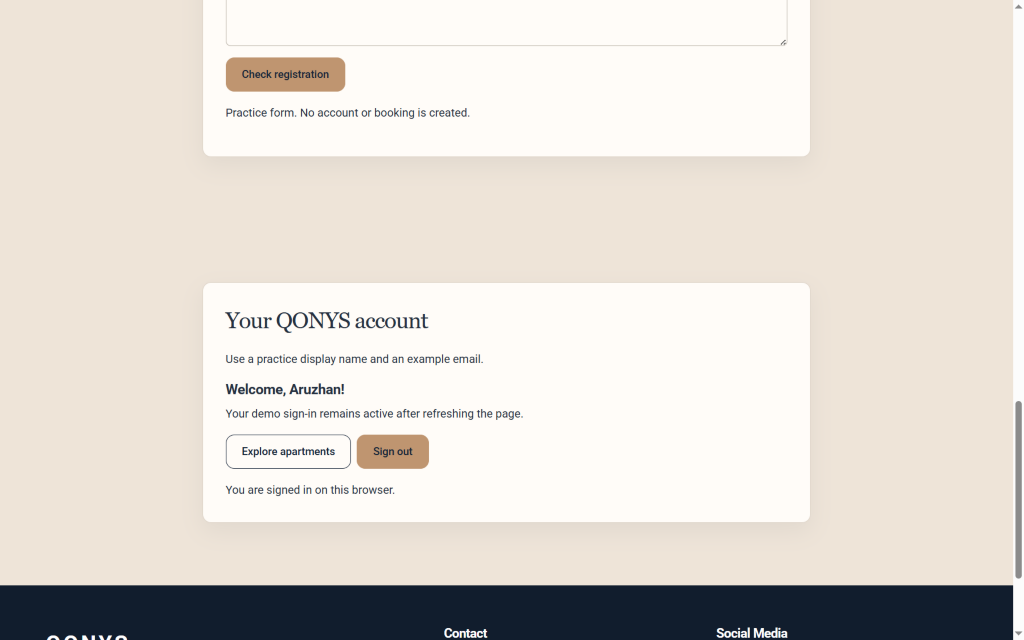 Check registration
Practice form. No account or booking is created.
Your QONYS account
Use a practice display name and an example email.
Welcome, Aruzhan!
Your demo sign-in remains active after refreshing the page.
Explore apartments
Sign out
You are signed in on this browser.
QONYS
Contact
Social Media